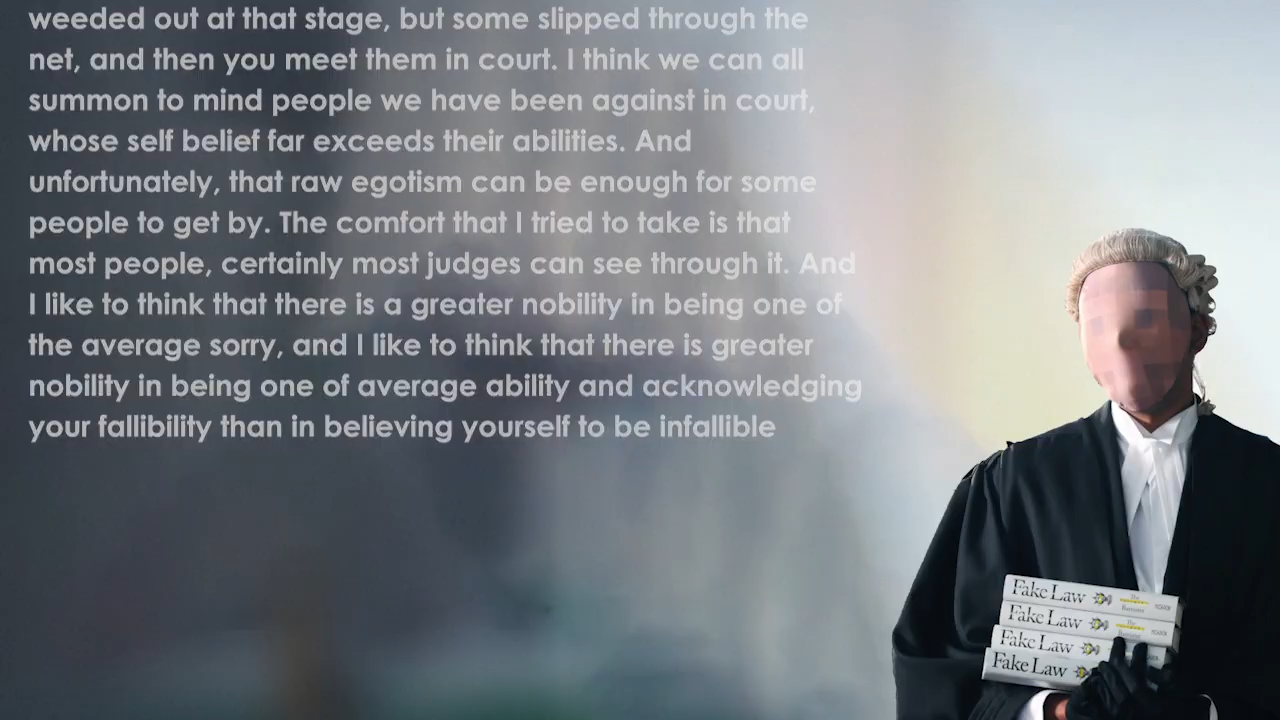 weeded out at that stage, but some slipped through the
net, and then you meet them in court. I think we can all
summon to mind people we have been against in court,
whose self belief far exceeds their abilities. And
unfortunately, that raw egotism can be enough for some
people to get by. The comfort that I tried to take is that
most people, certainly most judges can see through it. And
I like to think that there is a greater nobility in being one of
the average sorry, and I like to think that there is greater
nobility in being one of average ability and acknowledging
your fallibility than in believing yourself to be infallible
Fake Law
Fake Law
Fake Law
Fake Law